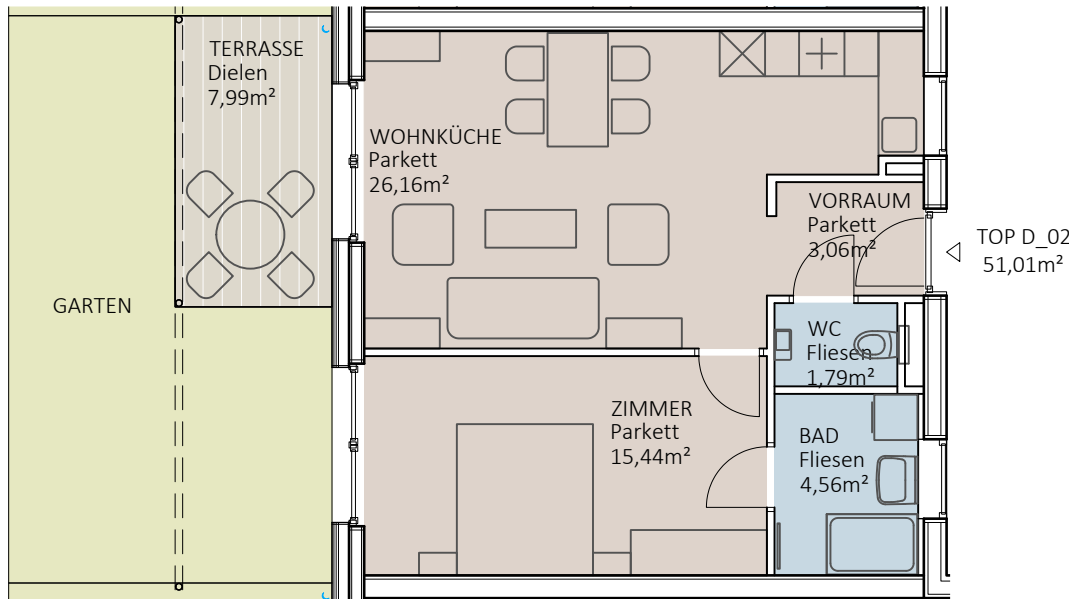 TERRASSE
Dielen
7,99m²
WOHNKÜCHE
Parkett
26,16m²
VORRAUM
Parkett
3,06m²
TOP D_02
51,01m²
GARTEN
WC
Fliesen
1,79m²
ZIMMER
Parkett
15,44m²
BAD
Fliesen
4,56m²